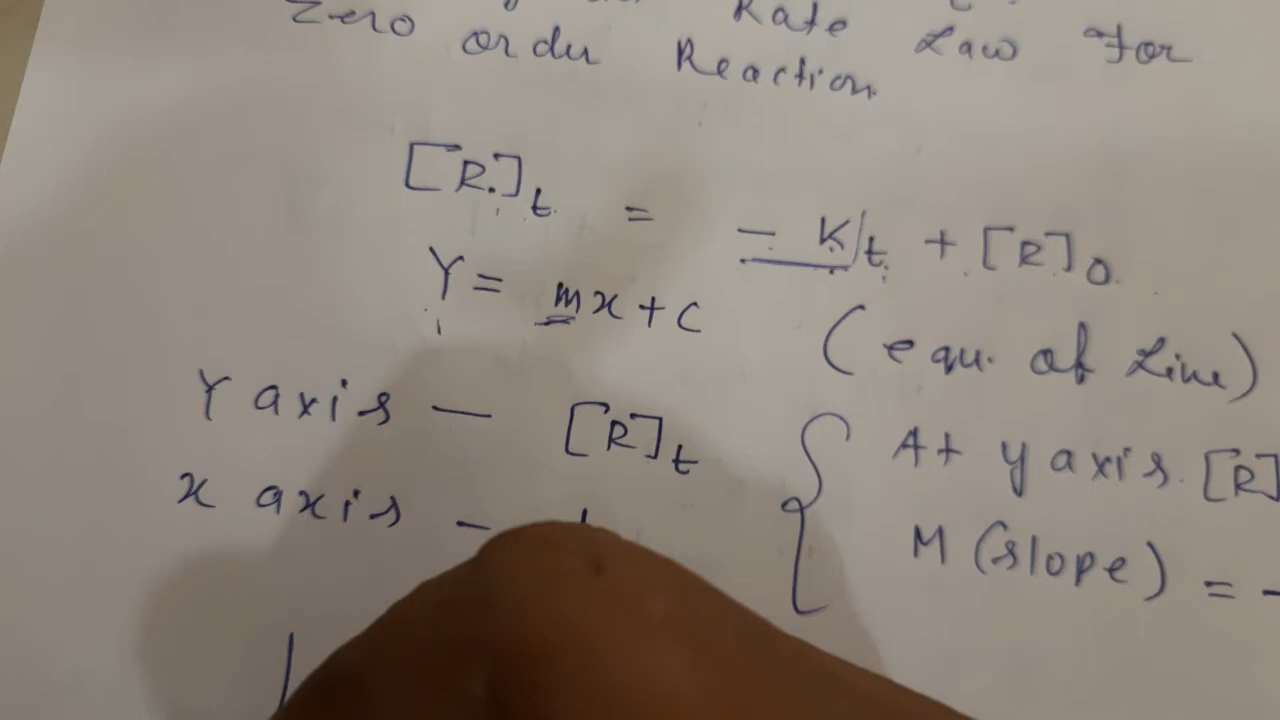 Rate Law For
Zero order Reaction
[R]t = - K t + [R]0
Y = mx + c (equ. of Line)
Y axis — [R]t
x axis -
At y axis [R]
M (slope) = -